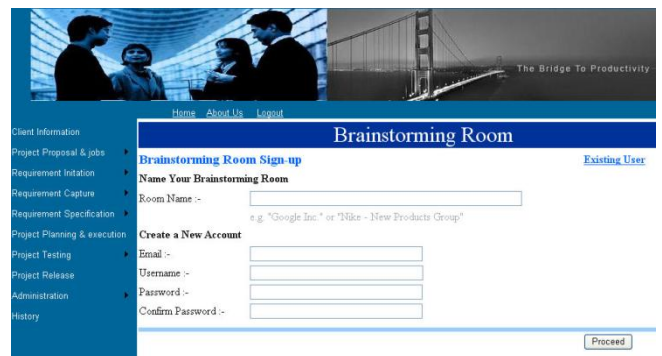 The Bridge To Productivity
Home About Us Logout
Client Information
Project Proposal & jobs
Requirement Initation
Requirement Capture
Requirement Specification
Project Planning & execution
Project Testing
Project Release
Administration
History
Brainstorming Room
Brainstorming Room Sign-up Existing User
Name Your Brainstorming Room
Room Name :-
e.g. "Google Inc." or "Nike - New Products Group"
Create a New Account
Email :-
Username :-
Password :-
Confirm Password :-
Proceed